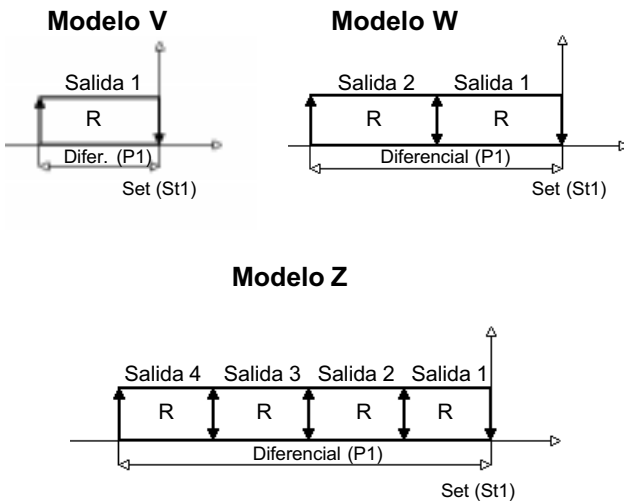 Modelo V
Salida 1
R
Difer. (P1)
Set (St1)
Modelo W
Salida 2 Salida 1
R R
Diferencial (P1)
Set (St1)
Modelo Z
Salida 4 Salida 3 Salida 2 Salida 1
R R R R
Diferencial (P1)
Set (St1)